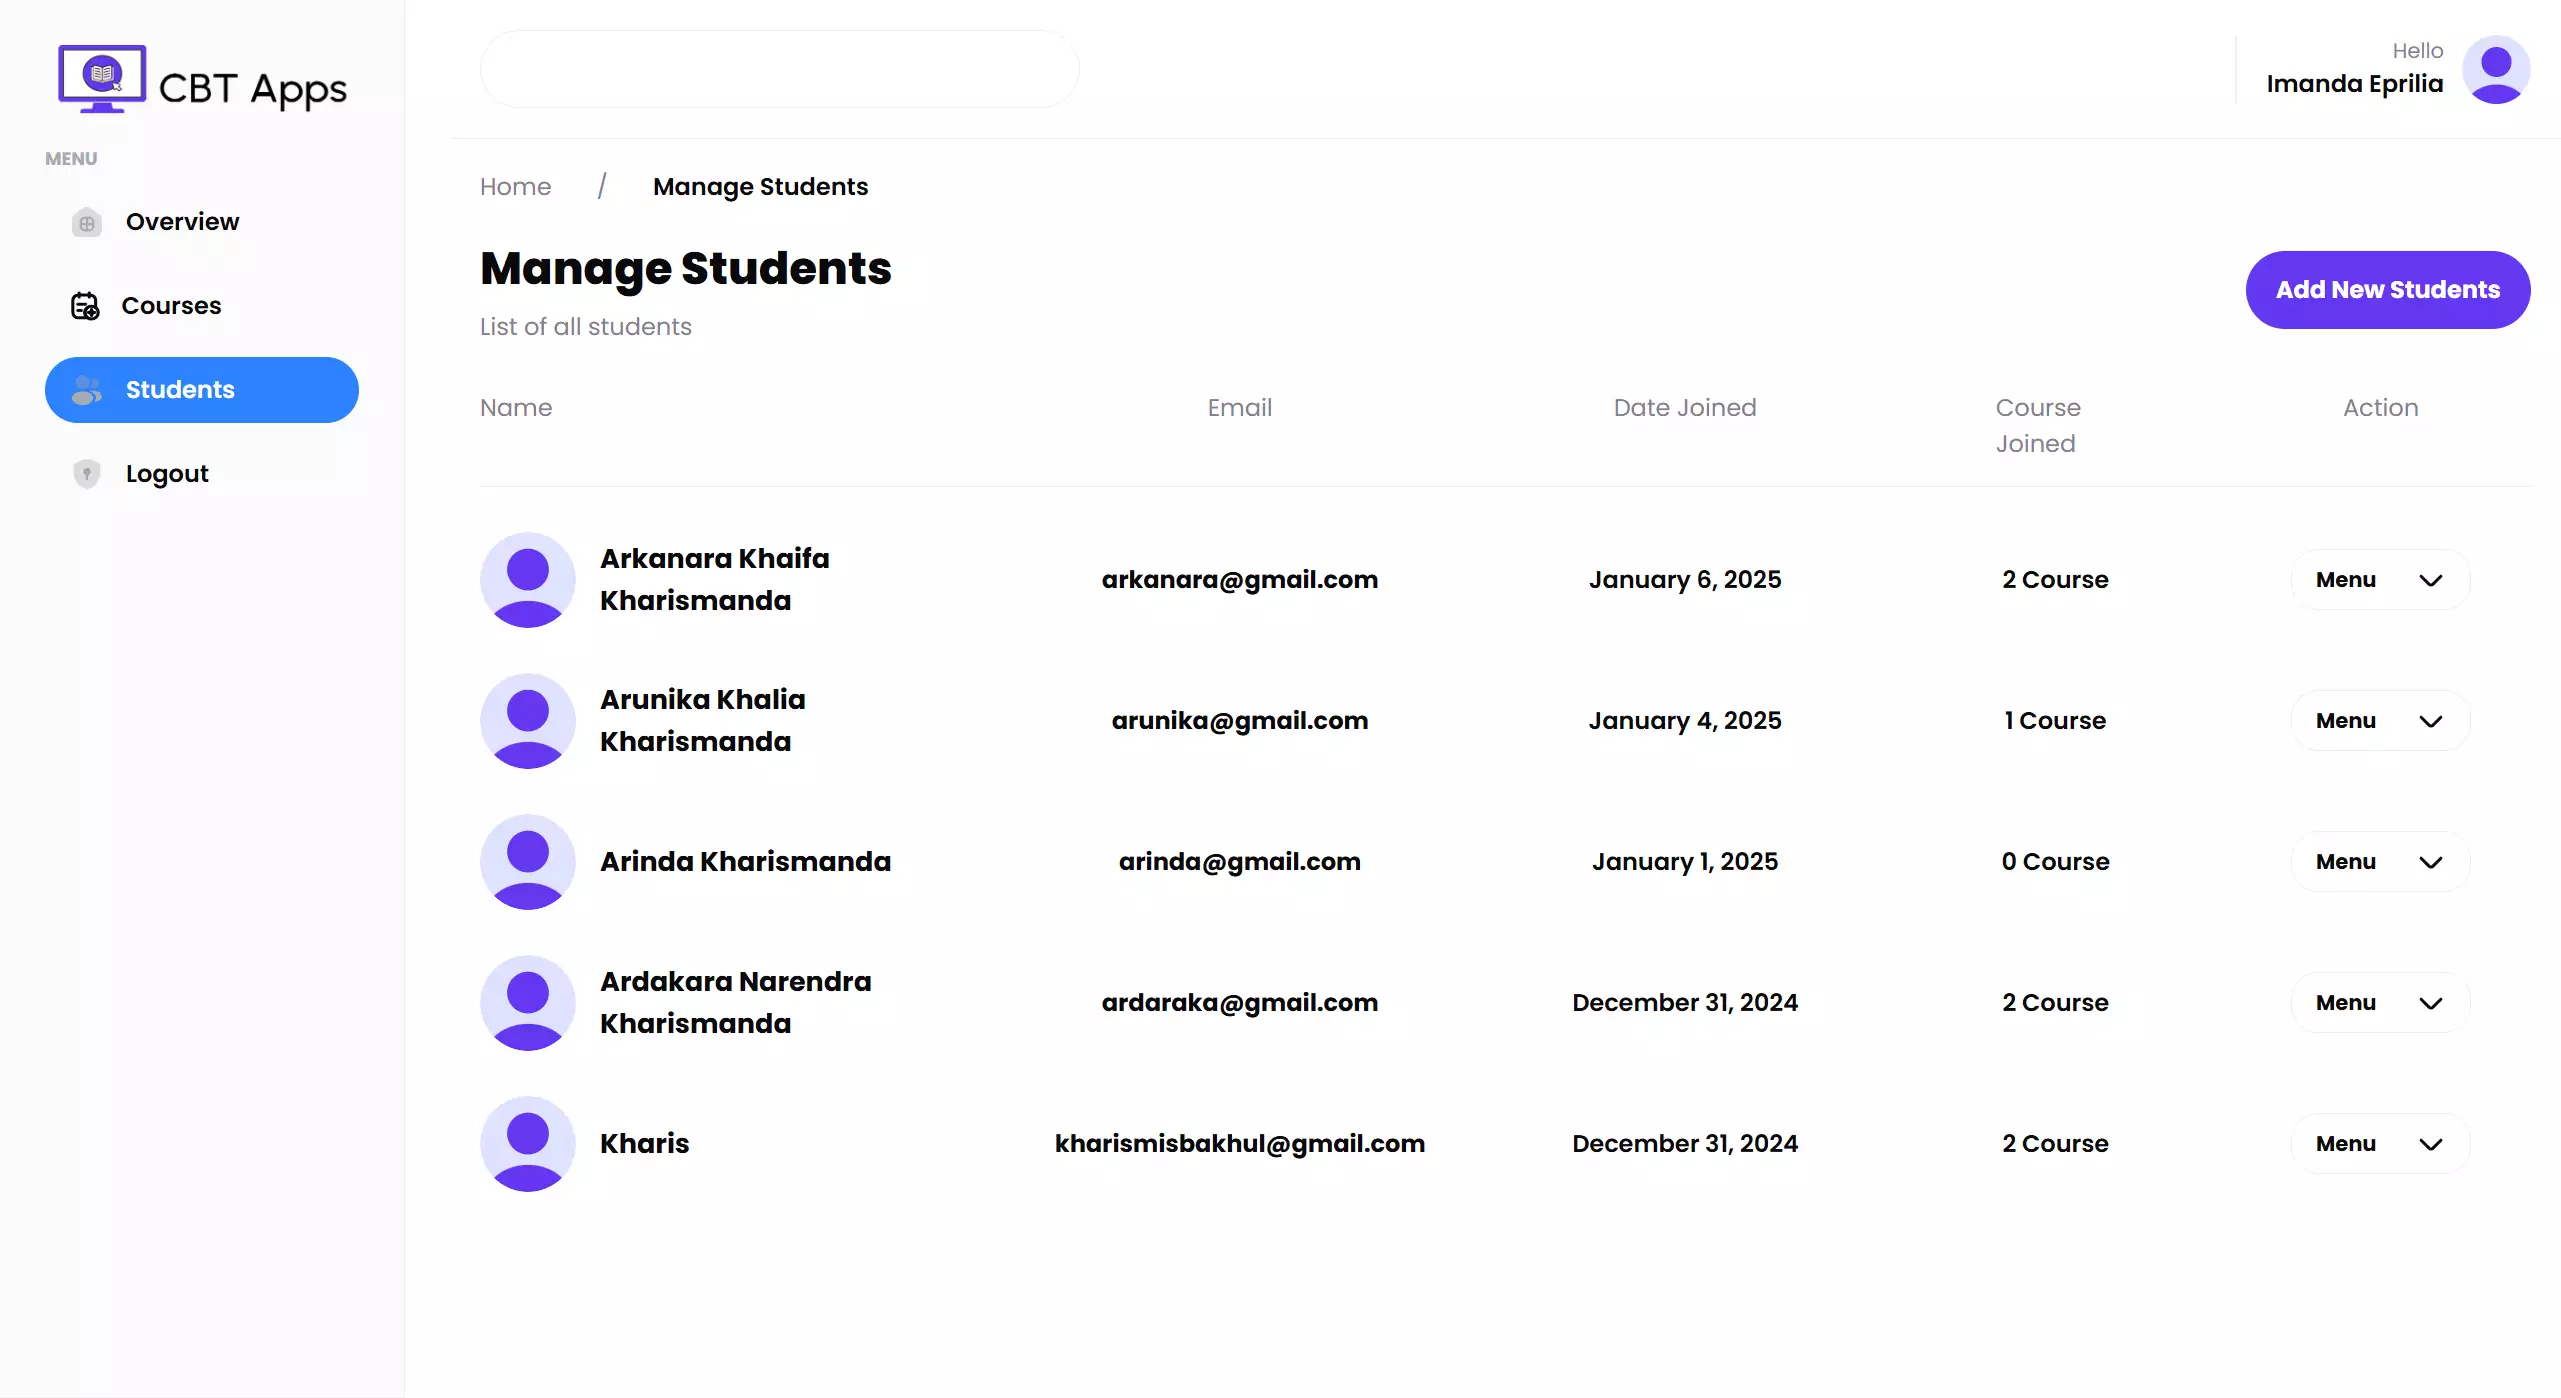 CBT Apps
MENU
Overview
Courses
Students
Logout
Hello
Imanda Eprilia
Home / Manage Students
Manage Students
List of all students
Add New Students
Name Email Date Joined Course Action
Joined
Arkanara Khaifa
Kharismanda
arkanara@gmail.com January 6, 2025 2 Course Menu
Arunika Khalia
Kharismanda
arunika@gmail.com January 4, 2025 1 Course Menu
Arinda Kharismanda arinda@gmail.com January 1, 2025 0 Course Menu
Ardakara Narendra
Kharismanda
ardaraka@gmail.com December 31, 2024 2 Course Menu
Kharis kharismisbakhul@gmail.com December 31, 2024 2 Course Menu